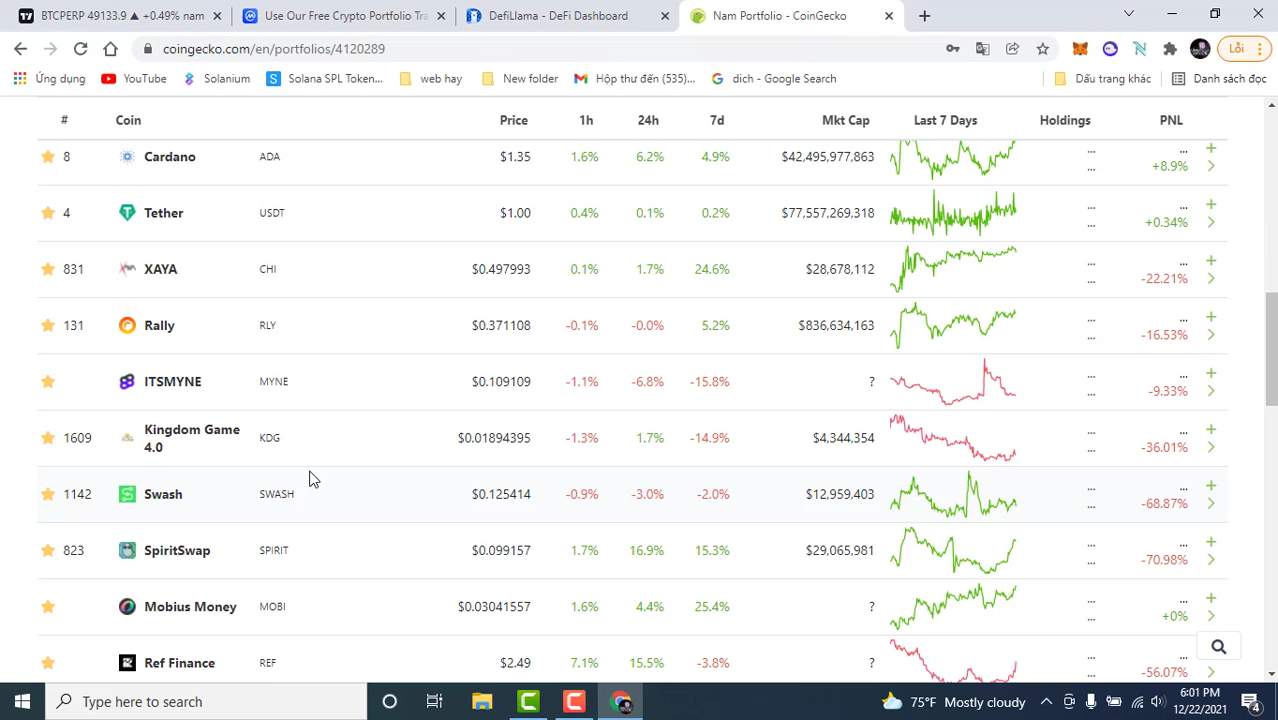 BTCPERP 49133.9 ▲ +0.49% nam
Use Our Free Crypto Portfolio Tra
DefiLlama - DeFi Dashboard
Nam Portfolio - CoinGecko
coingecko.com/en/portfolios/4120289
Lỗi
Ứng dụng
YouTube
Solanium
Solana SPL Token...
web hay
New folder
Hộp thư đến (535)...
dich - Google Search
Dấu trang khác
Danh sách đọc
# Coin Price 1h 24h 7d Mkt Cap Last 7 Days Holdings PNL
8 Cardano ADA $1.35 1.6% 6.2% 4.9% $42,495,977,863 ... ... +
... +8.9%
4 Tether USDT $1.00 0.4% 0.1% 0.2% $77,557,269,318 ... ... +
... +0.34%
831 XAYA CHI $0.497993 0.1% 1.7% 24.6% $28,678,112 ... ... +
... -22.21%
131 Rally RLY $0.371108 -0.1% -0.0% 5.2% $836,634,163 ... ... +
... -16.53%
ITSMYNE MYNE $0.109109 -1.1% -6.8% -15.8% ? ... ... +
... -9.33%
1609 Kingdom Game 4.0 KDG $0.01894395 -1.3% 1.7% -14.9% $4,344,354 ... ... +
... -36.01%
1142 Swash SWASH $0.125414 -0.9% -3.0% -2.0% $12,959,403 ... ... +
... -68.87%
823 SpiritSwap SPIRIT $0.099157 1.7% 16.9% 15.3% $29,065,981 ... ... +
... -70.98%
Mobius Money MOBI $0.03041557 1.6% 4.4% 25.4% ? ... ... +
... +0%
Ref Finance REF $2.49 7.1% 15.5% -3.8% ? ... ...
... -56.07%
Type here to search
75°F Mostly cloudy
6:01 PM
12/22/2021
4